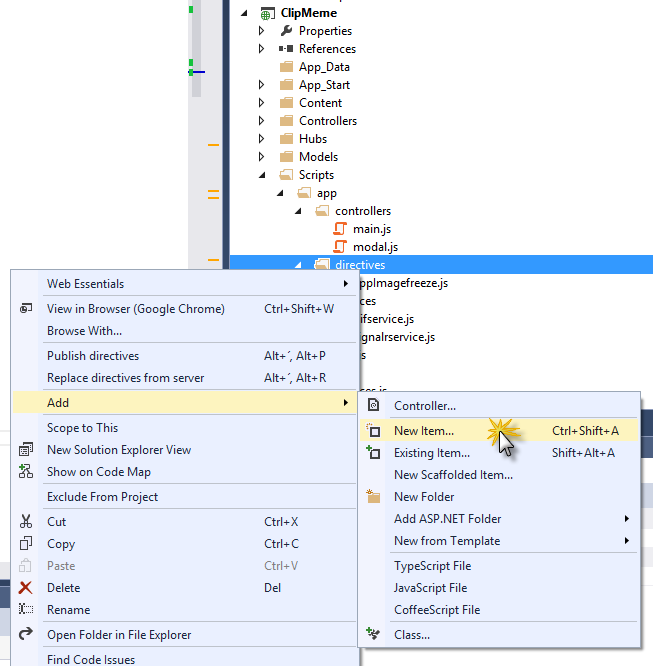 ClipMeme
Properties
References
App_Data
App_Start
Content
Controllers
Hubs
Models
Scripts
app
controllers
main.js
modal.js
directives
ppImagefreeze.js
ces
ifservice.js
ignalrservice.js
s
ces.js
Web Essentials
View in Browser (Google Chrome) Ctrl+Shift+W
Browse With...
Publish directives Alt+´, Alt+P
Replace directives from server Alt+´, Alt+R
Add
Scope to This
New Solution Explorer View
Show on Code Map
Exclude From Project
Cut Ctrl+X
Copy Ctrl+C
Paste Ctrl+V
Delete Del
Rename
Open Folder in File Explorer
Find Code Issues
Controller...
New Item... Ctrl+Shift+A
Existing Item... Shift+Alt+A
New Scaffolded Item...
New Folder
Add ASP.NET Folder
New from Template
TypeScript File
JavaScript File
CoffeeScript File
Class...